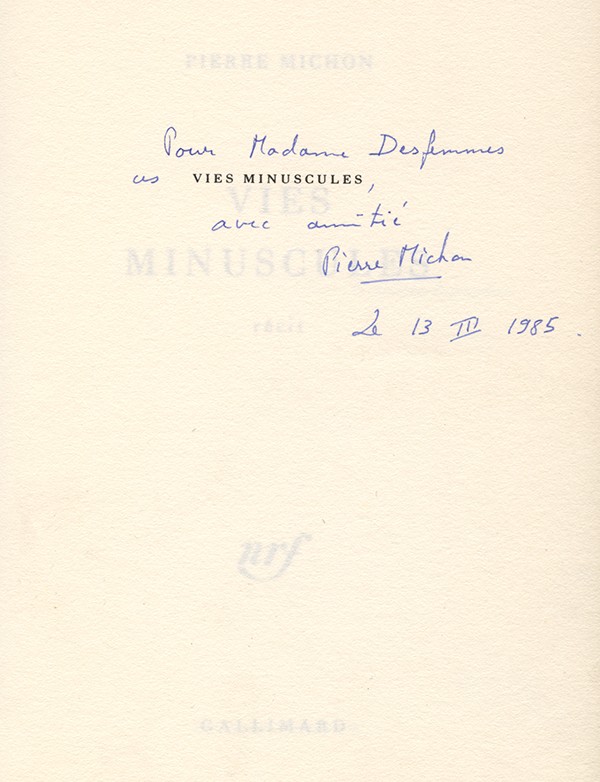 PIERRE MICHON
Pour Madame Desfemmes
ces VIES MINUSCULES,
avec amitié
Pierre Michon
Le 13 III 1985.
VIES
MINUSCULES
récit
nrf
GALLIMARD